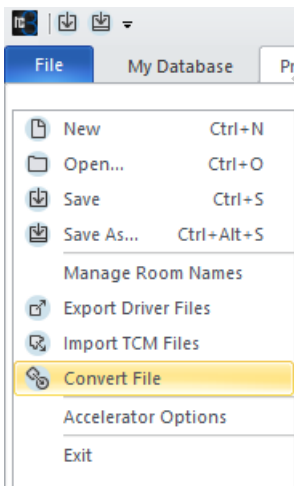 File My Database
New Ctrl+N
Open... Ctrl+O
Save Ctrl+S
Save As... Ctrl+Alt+S
Manage Room Names
Export Driver Files
Import TCM Files
Convert File
Accelerator Options
Exit